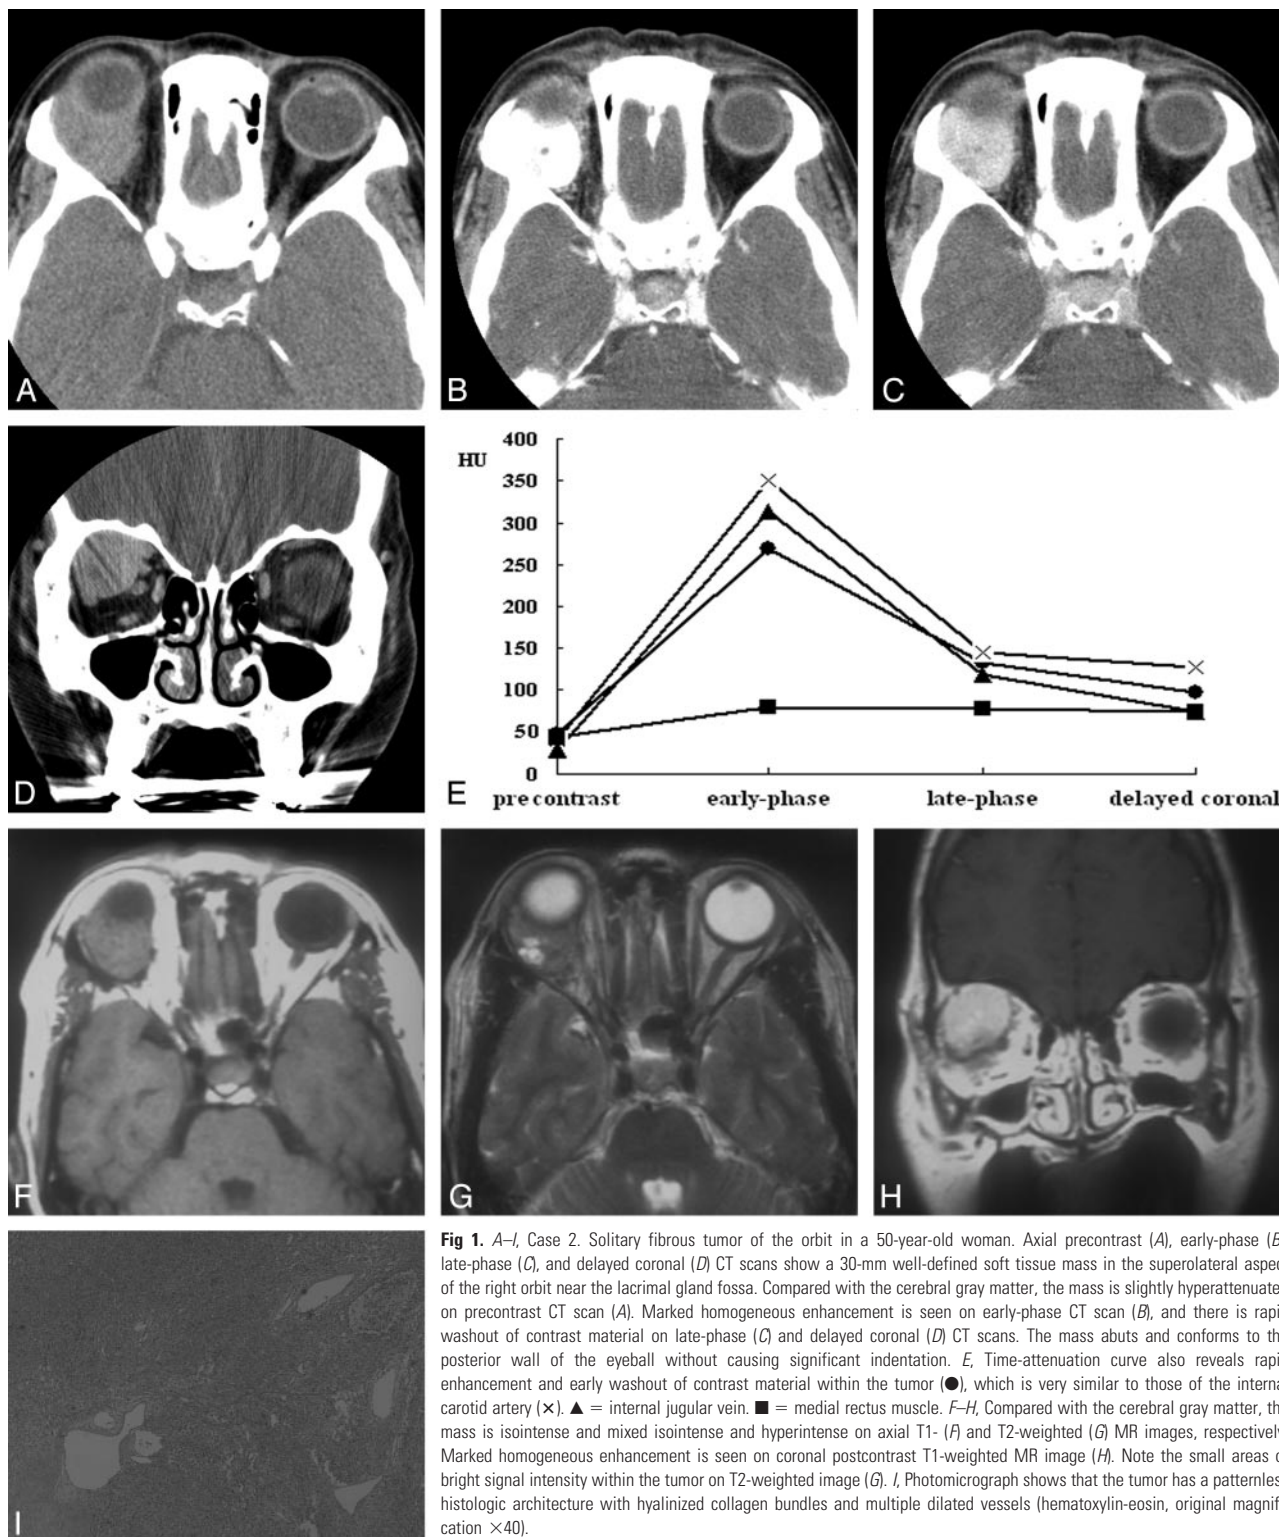 A
B
C
D
E
HU
400
350
300
250
200
150
100
50
0
precontrast
early-phase
late-phase
delayed coronal
F
G
H
I
Fig 1. A–I, Case 2. Solitary fibrous tumor of the orbit in a 50-year-old woman. Axial precontrast (A), early-phase (B
late-phase (C), and delayed coronal (D) CT scans show a 30-mm well-defined soft tissue mass in the superolateral aspec
of the right orbit near the lacrimal gland fossa. Compared with the cerebral gray matter, the mass is slightly hyperattenuate
on precontrast CT scan (A). Marked homogeneous enhancement is seen on early-phase CT scan (B), and there is rapi
washout of contrast material on late-phase (C) and delayed coronal (D) CT scans. The mass abuts and conforms to th
posterior wall of the eyeball without causing significant indentation. E, Time-attenuation curve also reveals rapi
enhancement and early washout of contrast material within the tumor (●), which is very similar to those of the interna
carotid artery (×). ▲ = internal jugular vein. ■ = medial rectus muscle. F–H, Compared with the cerebral gray matter, th
mass is isointense and mixed isointense and hyperintense on axial T1- (F) and T2-weighted (G) MR images, respectively
Marked homogeneous enhancement is seen on coronal postcontrast T1-weighted MR image (H). Note the small areas o
bright signal intensity within the tumor on T2-weighted image (G). I, Photomicrograph shows that the tumor has a patternles
histologic architecture with hyalinized collagen bundles and multiple dilated vessels (hematoxylin-eosin, original magnifi
cation ×40).